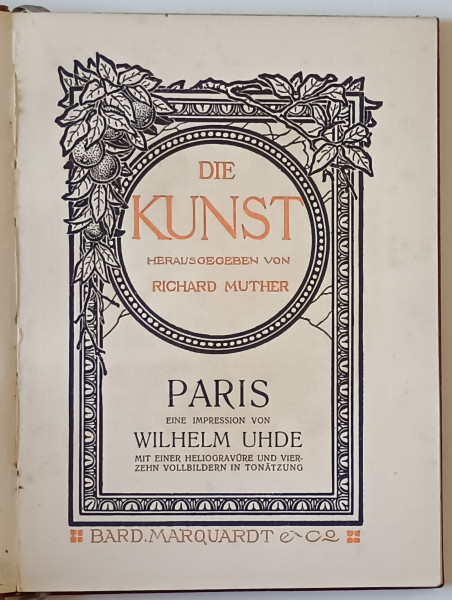 DIE
KUNST
HERAUSGEGEBEN VON
RICHARD MUTHER
PARIS
EINE IMPRESSION VON
WILHELM UHDE
MIT EINER HELIOGRAVÜRE UND VIER-
ZEHN VOLLBILDERN IN TONÄTZUNG
BARD. MARQUARDT & CO